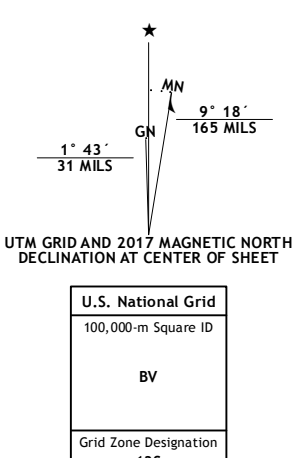 ★
MN
9° 18´
165 MILS
GN
1° 43´
31 MILS
UTM GRID AND 2017 MAGNETIC NORTH
DECLINATION AT CENTER OF SHEET
U.S. National Grid
100,000-m Square ID
BV
Grid Zone Designation